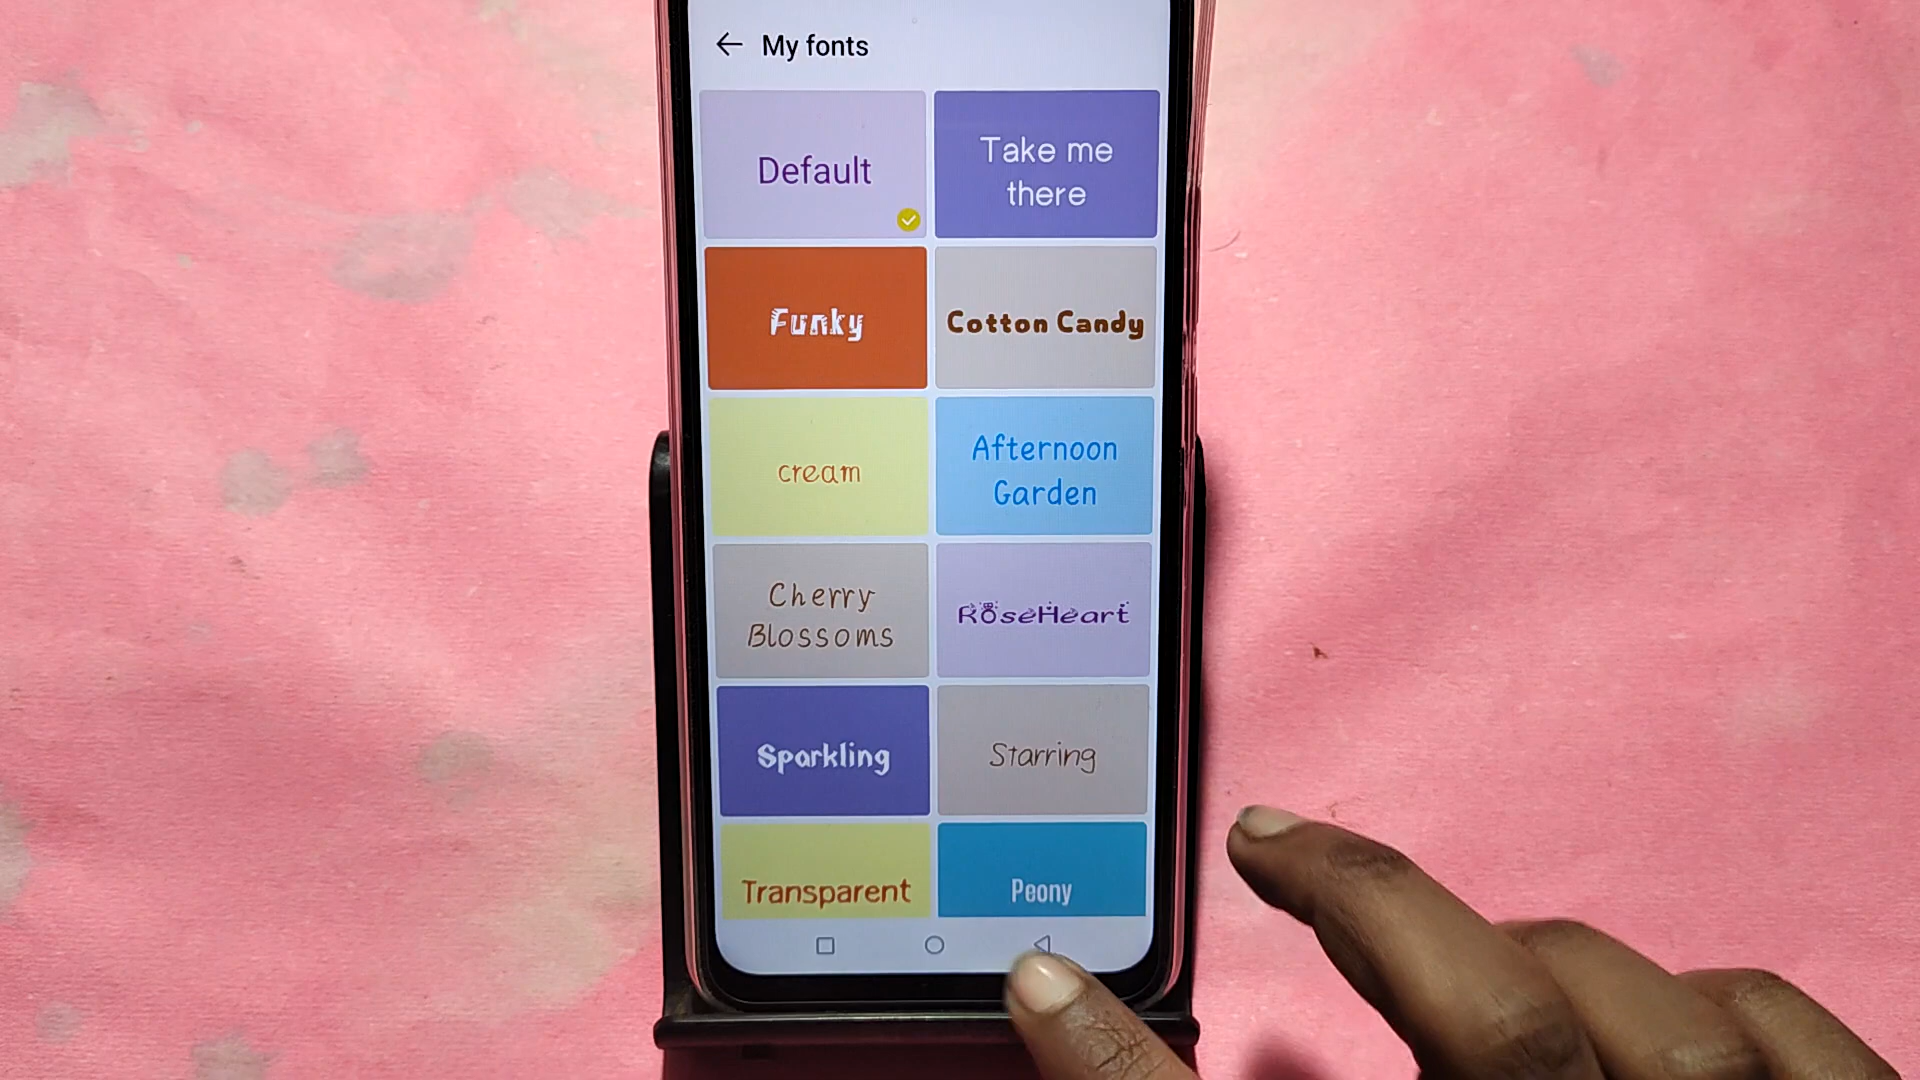 My fonts
Default
Take me
there
Funky
Cotton Candy
cream
Afternoon
Garden
Cherry
Blossoms
RoseHeart
Sparkling
Starring
Transparent
Peony